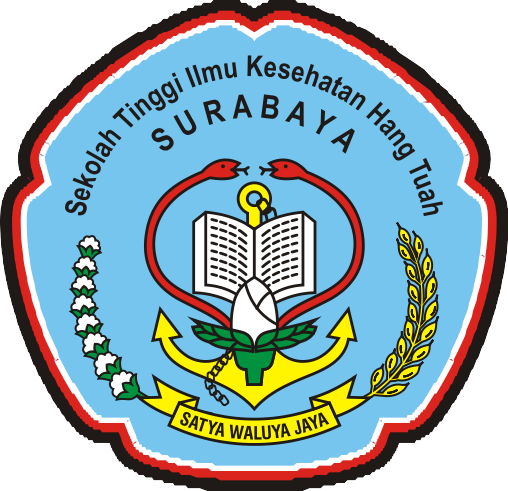 Sekolah Tinggi Ilmu Kesehatan Hang Tuah
SURABAYA
SATYA WALUYA JAYA